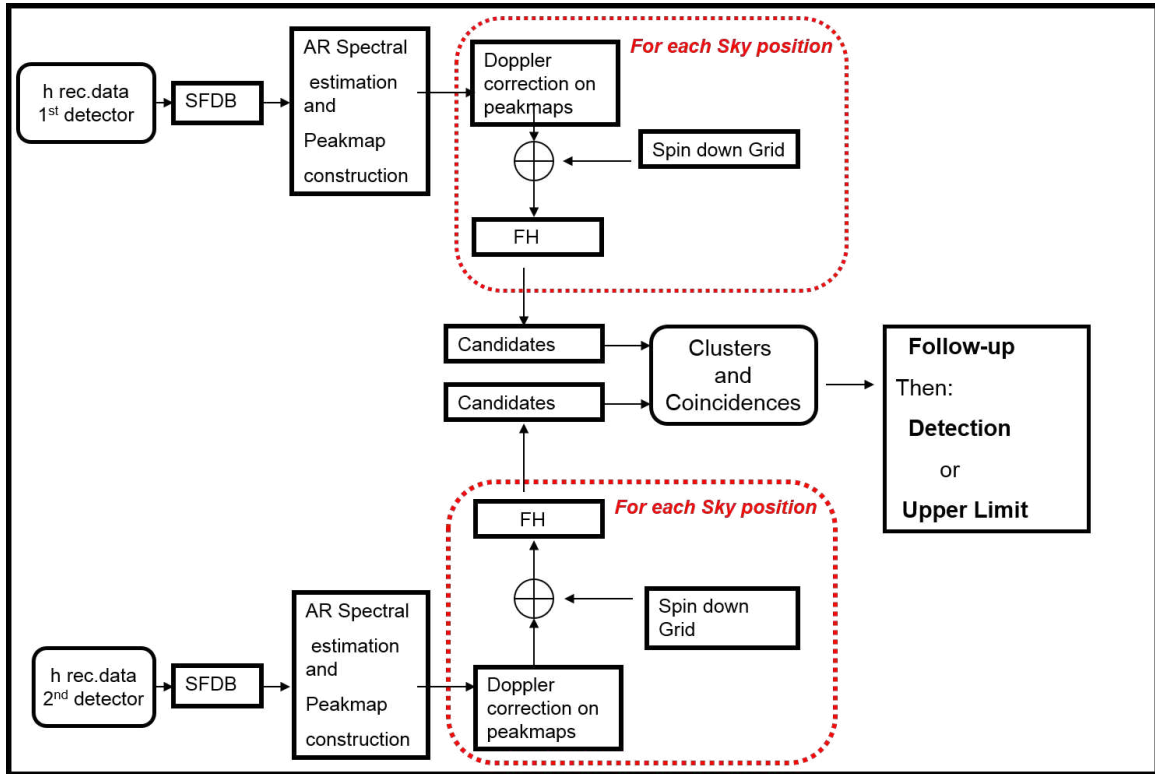 h rec.data
1st detector
SFDB
AR Spectral
estimation
and
Peakmap
construction
For each Sky position
Doppler
correction on
peakmaps
Spin down Grid
FH
Candidates
Candidates
Clusters
and
Coincidences
Follow-up
Then:
Detection
or
Upper Limit
For each Sky position
FH
Spin down
Grid
Doppler
correction on
peakmaps
AR Spectral
estimation
and
Peakmap
construction
SFDB
h rec.data
2nd detector